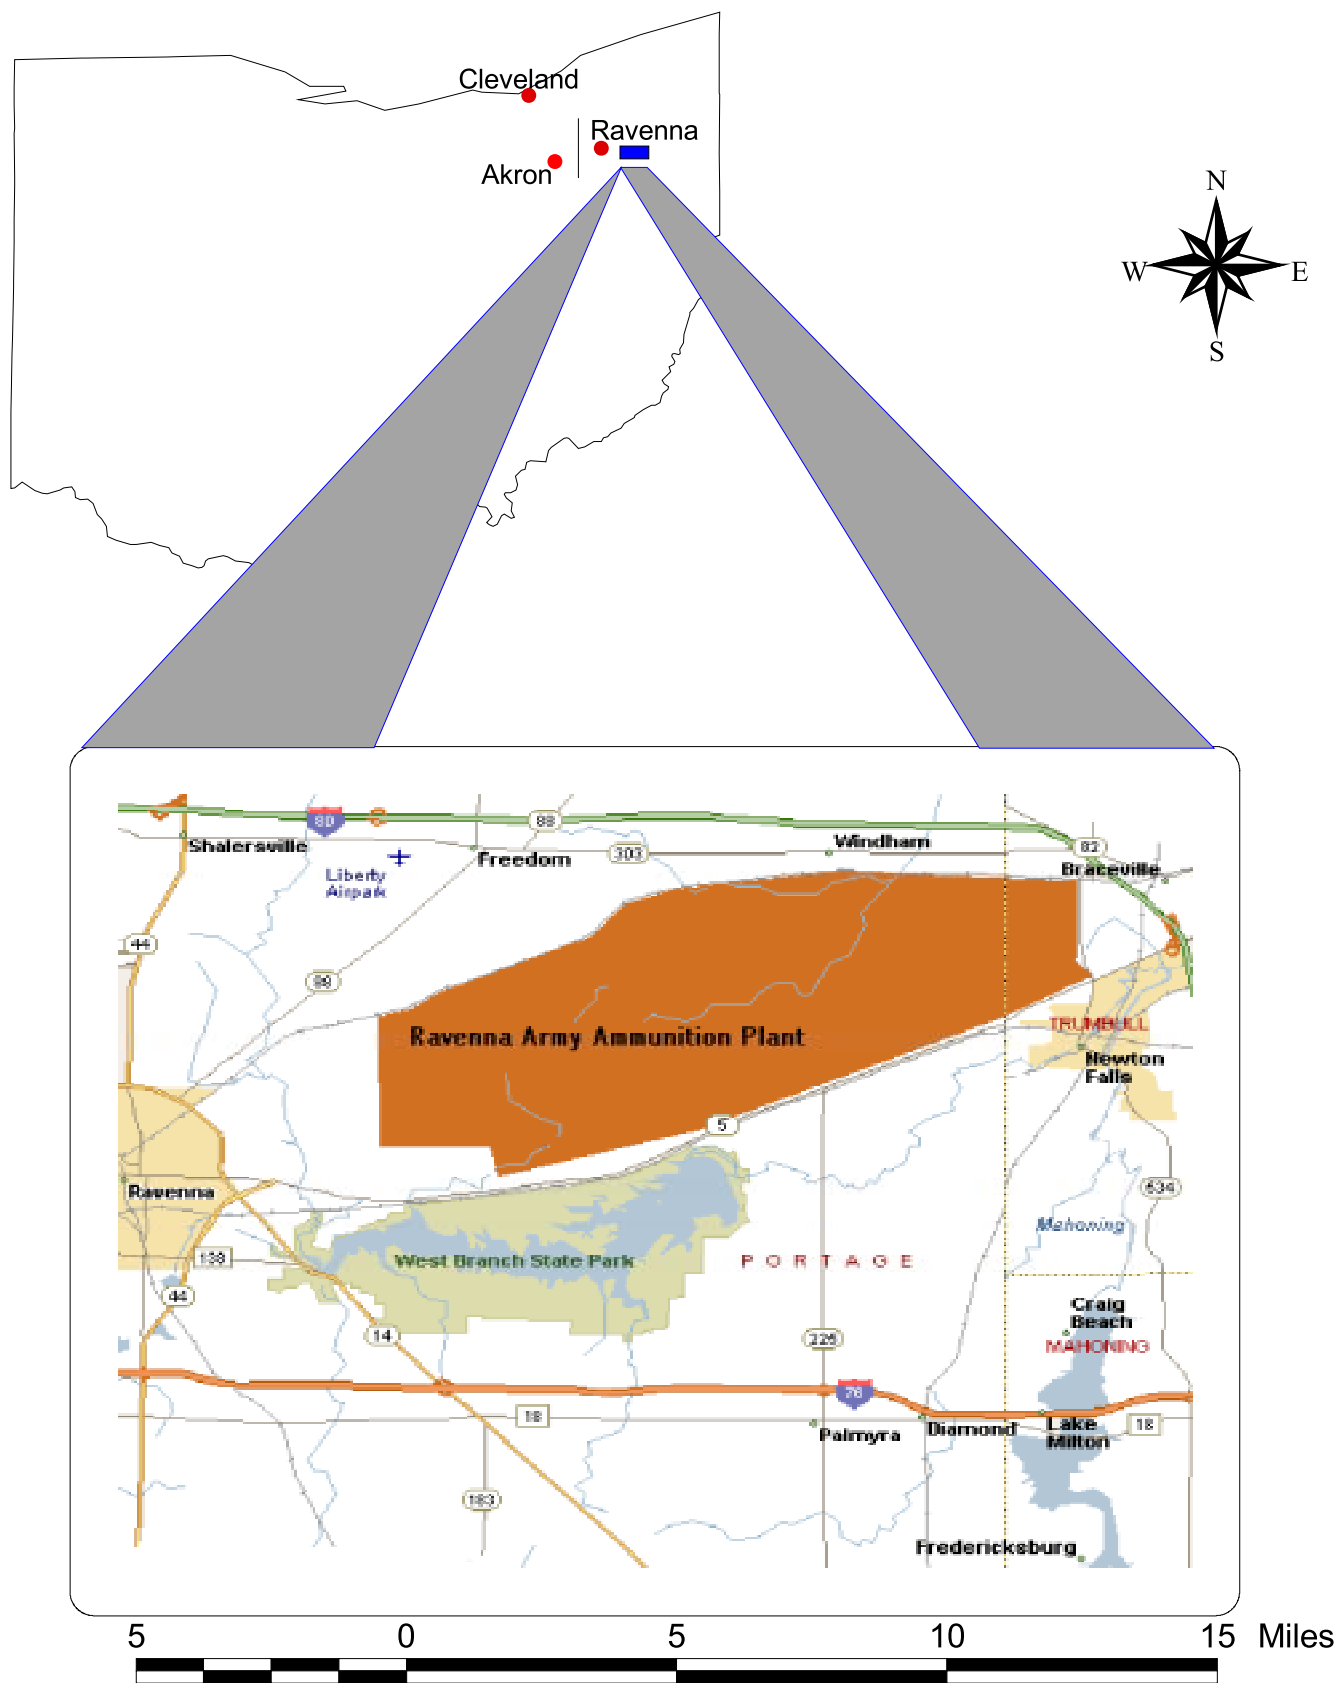 Cleveland
Ravenna
Akron
N
W
E
S
80
88
82
Shalersville
Freedom
303
Windham
Braceville
Liberty
Airpark
44
88
Ravenna Army Ammunition Plant
TRUMBULL
Newton
Falls
5
Ravenna
534
Mahoning
138
West Branch State Park
PORTAGE
44
14
Craig
Beach
225
MAHONING
76
18
Palmyra
Diamond
Lake
Milton
18
183
Fredericksburg
5 0 5 10 15 Miles